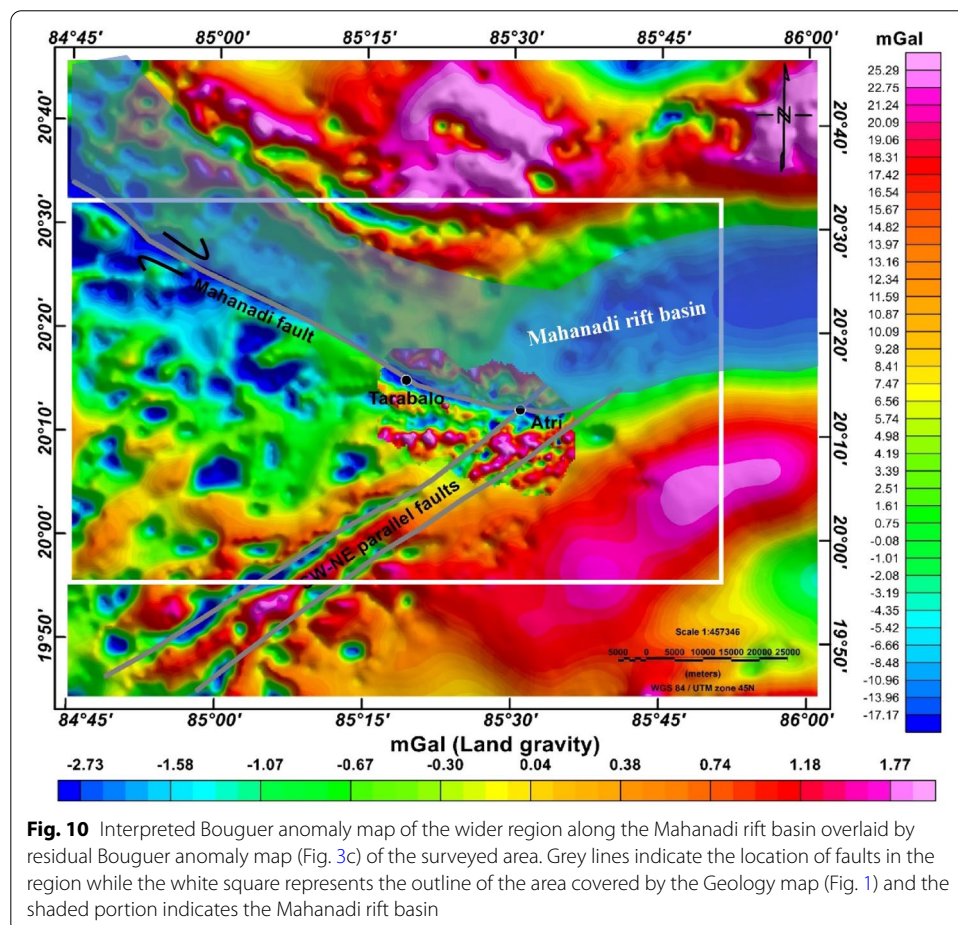 84°45' 85°00' 85°15' 85°30' 85°45' 86°00'
mGal
25.29
22.75
21.24
20.09
19.06
18.31
17.42
16.54
15.67
14.82
13.97
13.16
12.34
11.59
10.87
10.09
9.28
8.41
7.47
6.56
5.74
4.98
4.19
3.39
2.51
1.61
0.75
-0.08
-1.01
-2.08
-3.19
-4.35
-5.42
-6.66
-8.48
-10.96
-13.96
-17.17
20°40'
20°30'
20°20'
20°10'
20°00'
19°50'
20°40'
20°30'
20°20'
20°10'
20°00'
19°50'
N
Mahanadi fault
Mahanadi rift basin
Tarabalo
Atri
SW-NE parallel faults
Scale 1:457346
5000 0 5000 10000 15000 20000 25000
(meters)
WGS 84 / UTM zone 45N
84°45' 85°00' 85°15' 85°30' 85°45' 86°00'
mGal (Land gravity)
-2.73 -1.58 -1.07 -0.67 -0.30 0.04 0.38 0.74 1.18 1.77
Fig. 10 Interpreted Bouguer anomaly map of the wider region along the Mahanadi rift basin overlaid by
residual Bouguer anomaly map (Fig. 3c) of the surveyed area. Grey lines indicate the location of faults in the
region while the white square represents the outline of the area covered by the Geology map (Fig. 1) and the
shaded portion indicates the Mahanadi rift basin